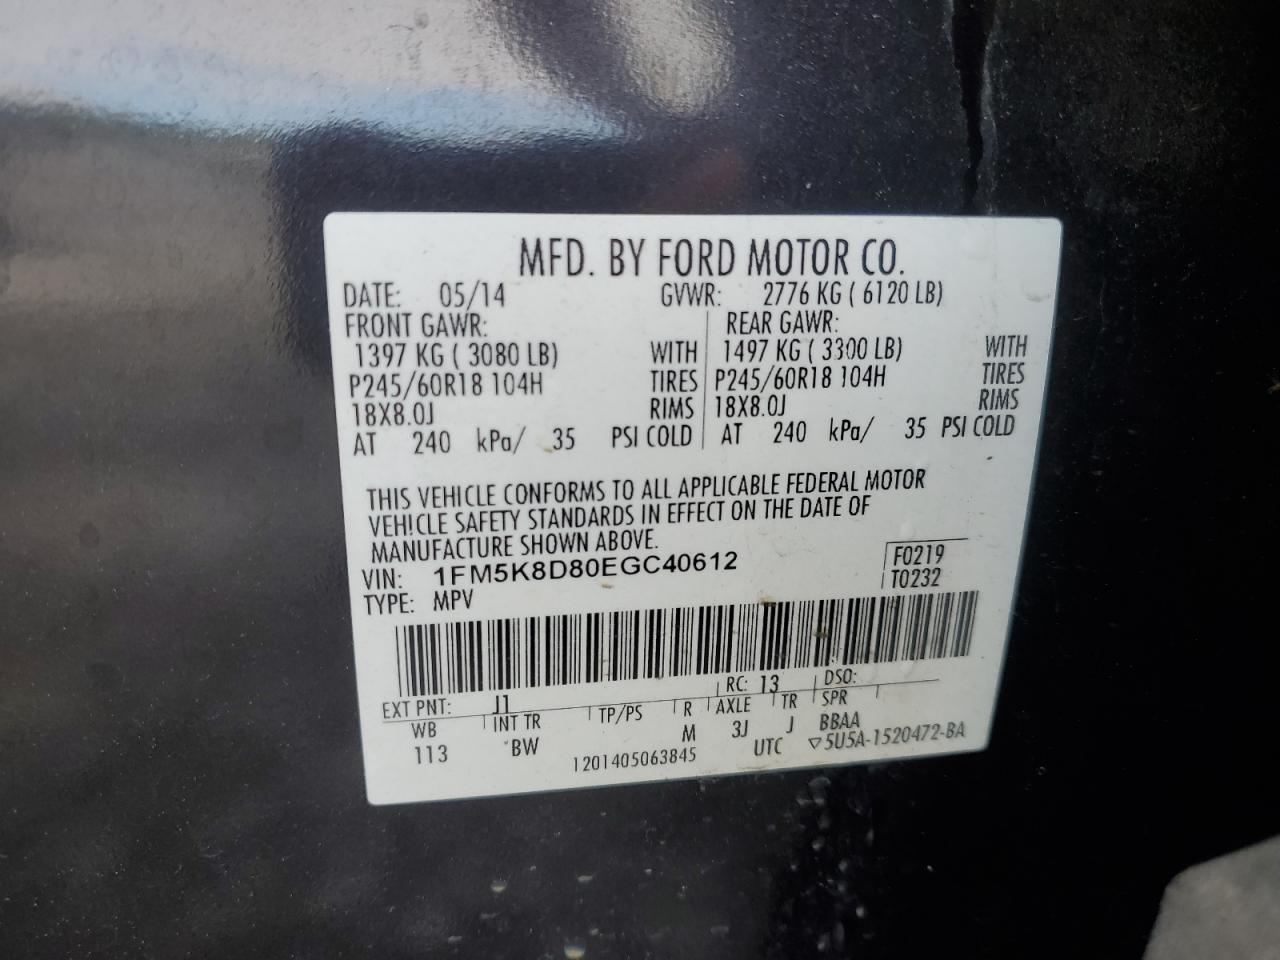 MFD. BY FORD MOTOR CO.
DATE: 05/14 GVWR: 2776 KG ( 6120 LB)
FRONT GAWR: REAR GAWR:
1397 KG ( 3080 LB) WITH 1497 KG ( 3300 LB) WITH
P245/60R18 104H TIRES P245/60R18 104H TIRES
18X8.0J RIMS 18X8.0J RIMS
AT 240 kPa/ 35 PSI COLD AT 240 kPa/ 35 PSI COLD
THIS VEHICLE CONFORMS TO ALL APPLICABLE FEDERAL MOTOR
VEHICLE SAFETY STANDARDS IN EFFECT ON THE DATE OF
MANUFACTURE SHOWN ABOVE.
VIN: 1FM5K8D80EGC40612 F0219
TYPE: MPV T0232
EXT PNT: J1 RC: 13 DSO:
WB INT TR TP/PS R AXLE TR SPR
113 BW M 3J J BBAA
1201405063845 UTC ▽5U5A-1520472-BA